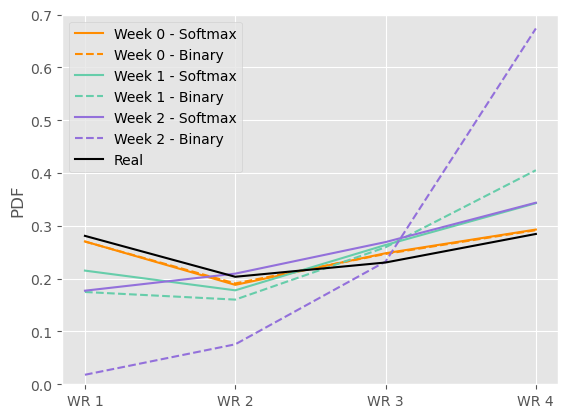 0.7
0.6
0.5
0.4
0.3
0.2
0.1
0.0
PDF
Week 0 - Softmax
Week 0 - Binary
Week 1 - Softmax
Week 1 - Binary
Week 2 - Softmax
Week 2 - Binary
Real
WR 1 WR 2 WR 3 WR 4